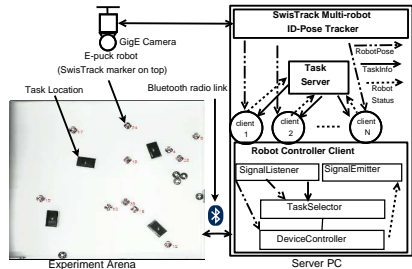 GigE Camera
E-puck robot
(SwisTrack marker on top)
Task Location
Bluetooth radio link
Experiment Arena
SwisTrack Multi-robot
ID-Pose Tracker
RobotPose
TaskInfo
Robot
Status
Task
Server
client
1
client
2
client
N
Robot Controller Client
SignalListener
SignalEmitter
TaskSelector
DeviceController
Server PC